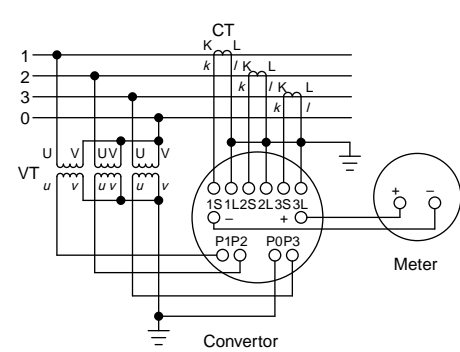 CT
K L
1
k l K L
2
k l K L
3
k l
0
U V U V U V
VT
u v u v u v
1S 1L 2S 2L 3S 3L
− +
+ −
P1 P2 P0 P3
Meter
Convertor